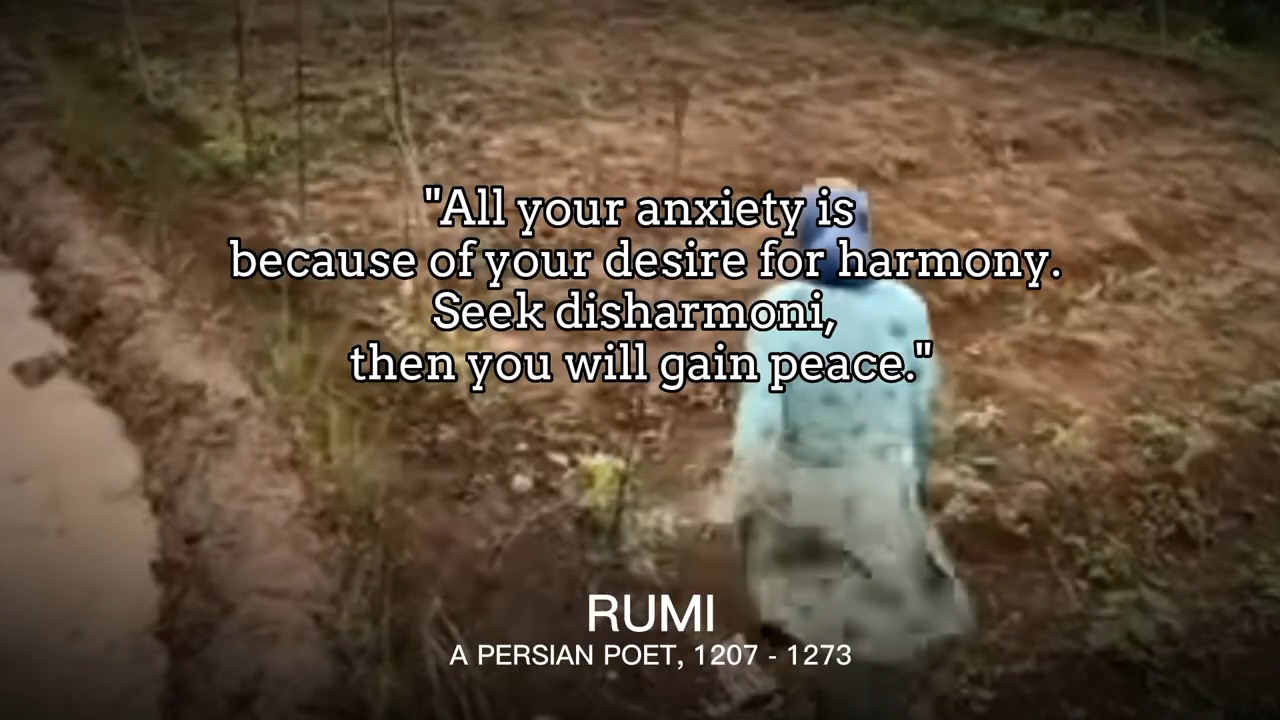 "All your anxiety is
because of your desire for harmony.
Seek disharmoni,
then you will gain peace."
RUMI
A PERSIAN POET, 1207 - 1273